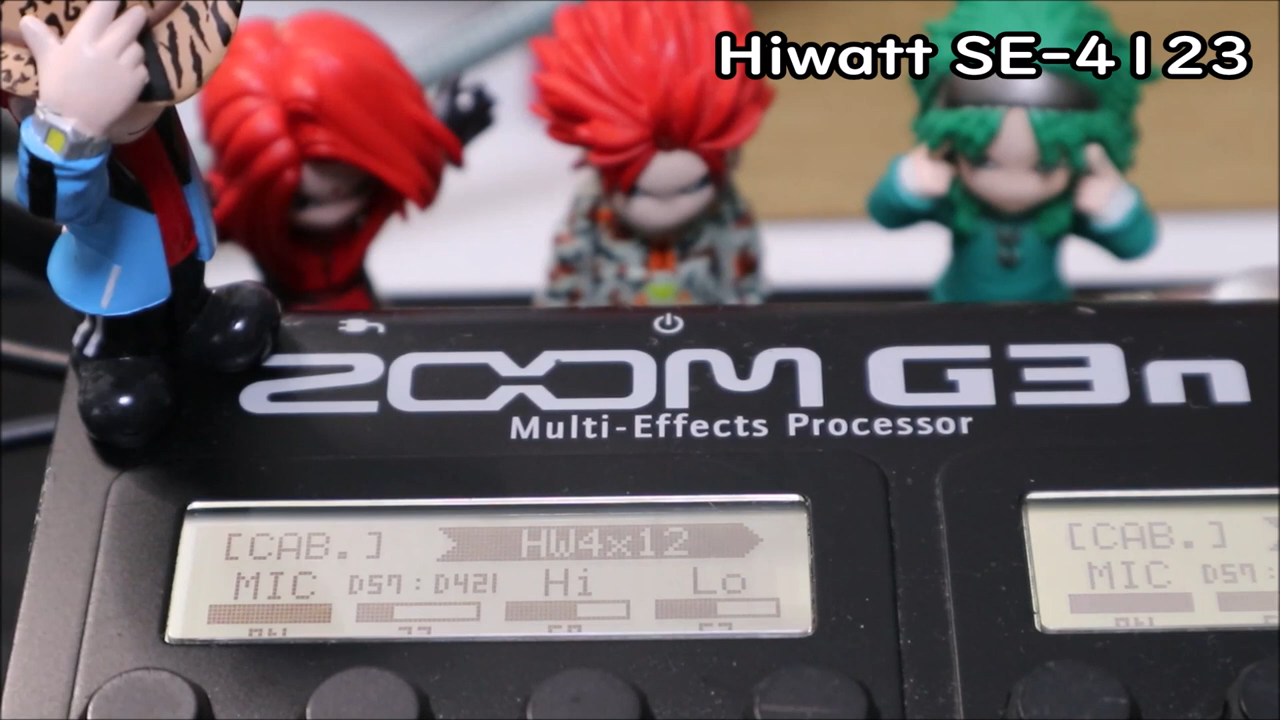 Hiwatt SE-4123
ZOOM G3n
Multi-Effects Processor
[CAB.] HW4x12
MIC D57:D421 Hi Lo
[CAB.]
MIC D57: